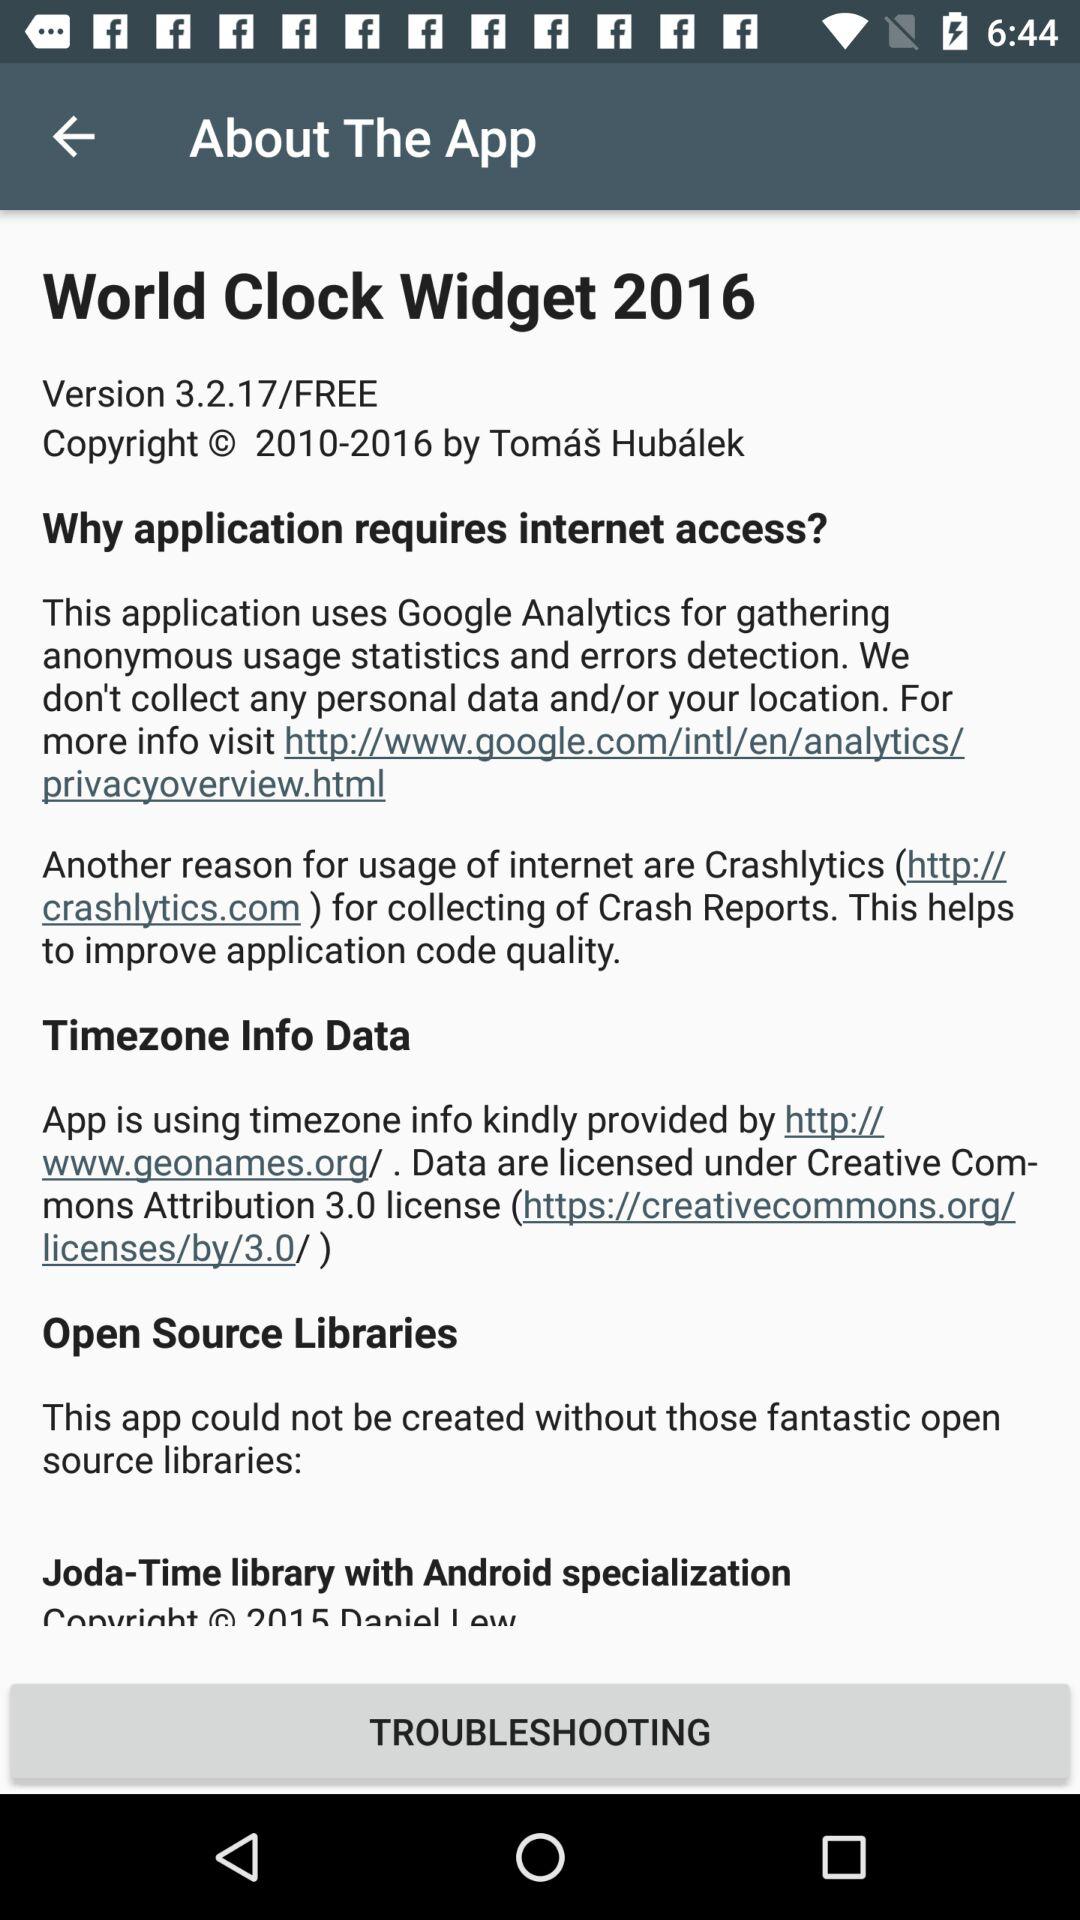 6:44
About The App
World Clock Widget 2016
Version 3.2.17/FREE
Copyright ©  2010-2016 by Tomáš Hubálek
Why application requires internet access?
This application uses Google Analytics for gathering
anonymous usage statistics and errors detection. We
don't collect any personal data and/or your location. For
more info visit http://www.google.com/intl/en/analytics/
privacyoverview.html
Another reason for usage of internet are Crashlytics (http://
crashlytics.com ) for collecting of Crash Reports. This helps
to improve application code quality.
Timezone Info Data
App is using timezone info kindly provided by http://
www.geonames.org/ . Data are licensed under Creative Com-
mons Attribution 3.0 license (https://creativecommons.org/
licenses/by/3.0/ )
Open Source Libraries
This app could not be created without those fantastic open
source libraries:
Joda-Time library with Android specialization
Copyright © 2015 Daniel Lew
TROUBLESHOOTING